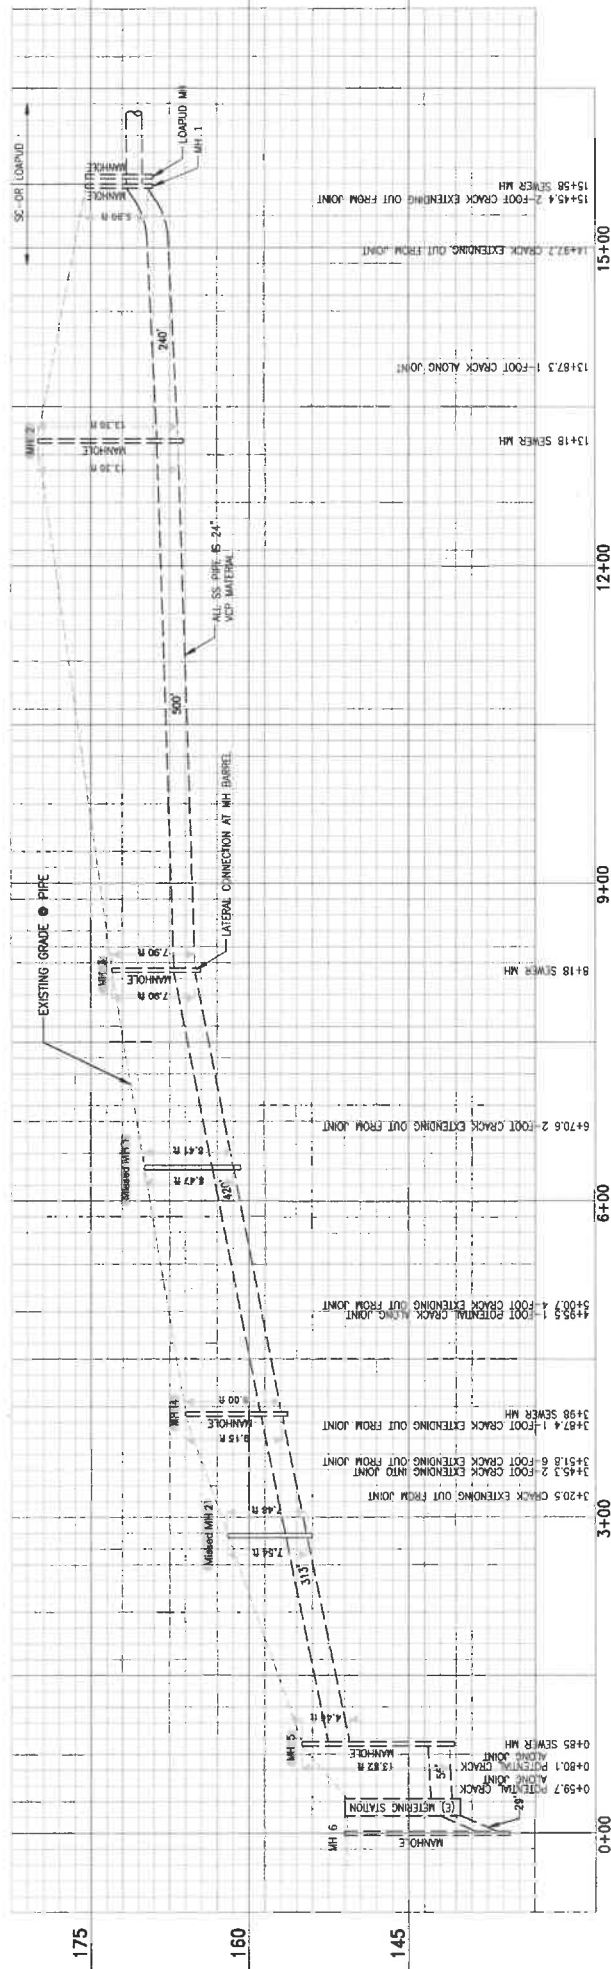 SC-OR LOAPUD
MANHOLE
MANHOLE
LOAPUD MH
MH 1
5.80 ft
240'
MH 2
13.30 ft
MANHOLE
13.30 ft
ALL SS PIPE IS 24"
VCP MATERIAL
500'
EXISTING GRADE @ PIPE
MH 3
7.90 ft
MANHOLE
7.90 ft
LATERAL CONNECTION AT MH BARREL
Missed MH
8.47 ft
420'
MH 4
9.00 ft
MANHOLE
9.15 ft
Missed MH 2
7.48 ft
7.54 ft
313'
MH 5
4.44 ft
MANHOLE
13.82 ft
56'
(E) METERING STATION
MH 6
MANHOLE
29'
175
160
145
0+00
3+00
6+00
9+00
12+00
15+00
0+59.7 POTENTIAL CRACK
ALONG JOINT
0+80.1 POTENTIAL CRACK
ALONG JOINT
0+85 SEWER MH
3+20.5 CRACK EXTENDING OUT FROM JOINT
3+45.3 2-FOOT CRACK EXTENDING INTO JOINT
3+51.8 6-FOOT CRACK EXTENDING OUT FROM JOINT
3+87.4 1-FOOT CRACK EXTENDING OUT FROM JOINT
3+98 SEWER MH
4+95.5 1-FOOT POTENTIAL CRACK ALONG JOINT
5+00.7 4-FOOT CRACK EXTENDING OUT FROM JOINT
6+70.6 2-FOOT CRACK EXTENDING OUT FROM JOINT
8+18 SEWER MH
13+18 SEWER MH
13+87.3 1-FOOT CRACK ALONG JOINT
14+97.7 CRACK EXTENDING OUT FROM JOINT
15+45.4 2-FOOT CRACK EXTENDING OUT FROM JOINT
15+58 SEWER MH